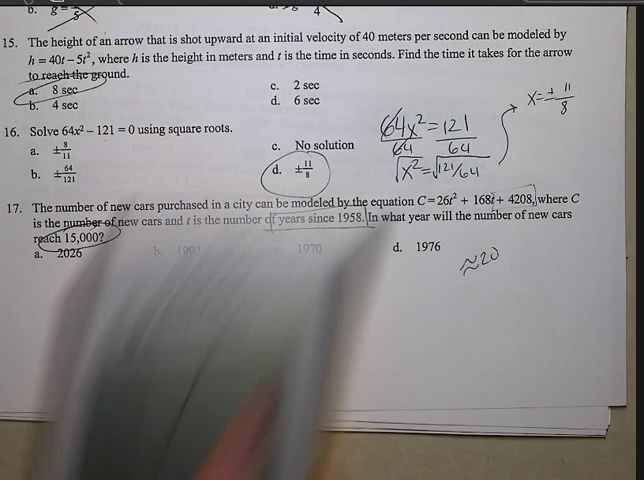 b. g = 5
4
15. The height of an arrow that is shot upward at an initial velocity of 40 meters per second can be modeled by
h = 40t – 5t², where h is the height in meters and t is the time in seconds. Find the time it takes for the arrow
to reach the ground.
a. 8 sec c. 2 sec
b. 4 sec d. 6 sec
16. Solve 64x² – 121 = 0 using square roots.
a. ±8/11 c. No solution
b. ±64/121 d. ±11/8
64x² = 121
64 64
√x² = √121/64
x = ± 11/8
17. The number of new cars purchased in a city can be modeled by the equation C = 26t² + 168t + 4208, where C
is the number of new cars and t is the number of years since 1958. In what year will the number of new cars
reach 15,000?
a. 2026 b. 1970 d. 1976
≈20